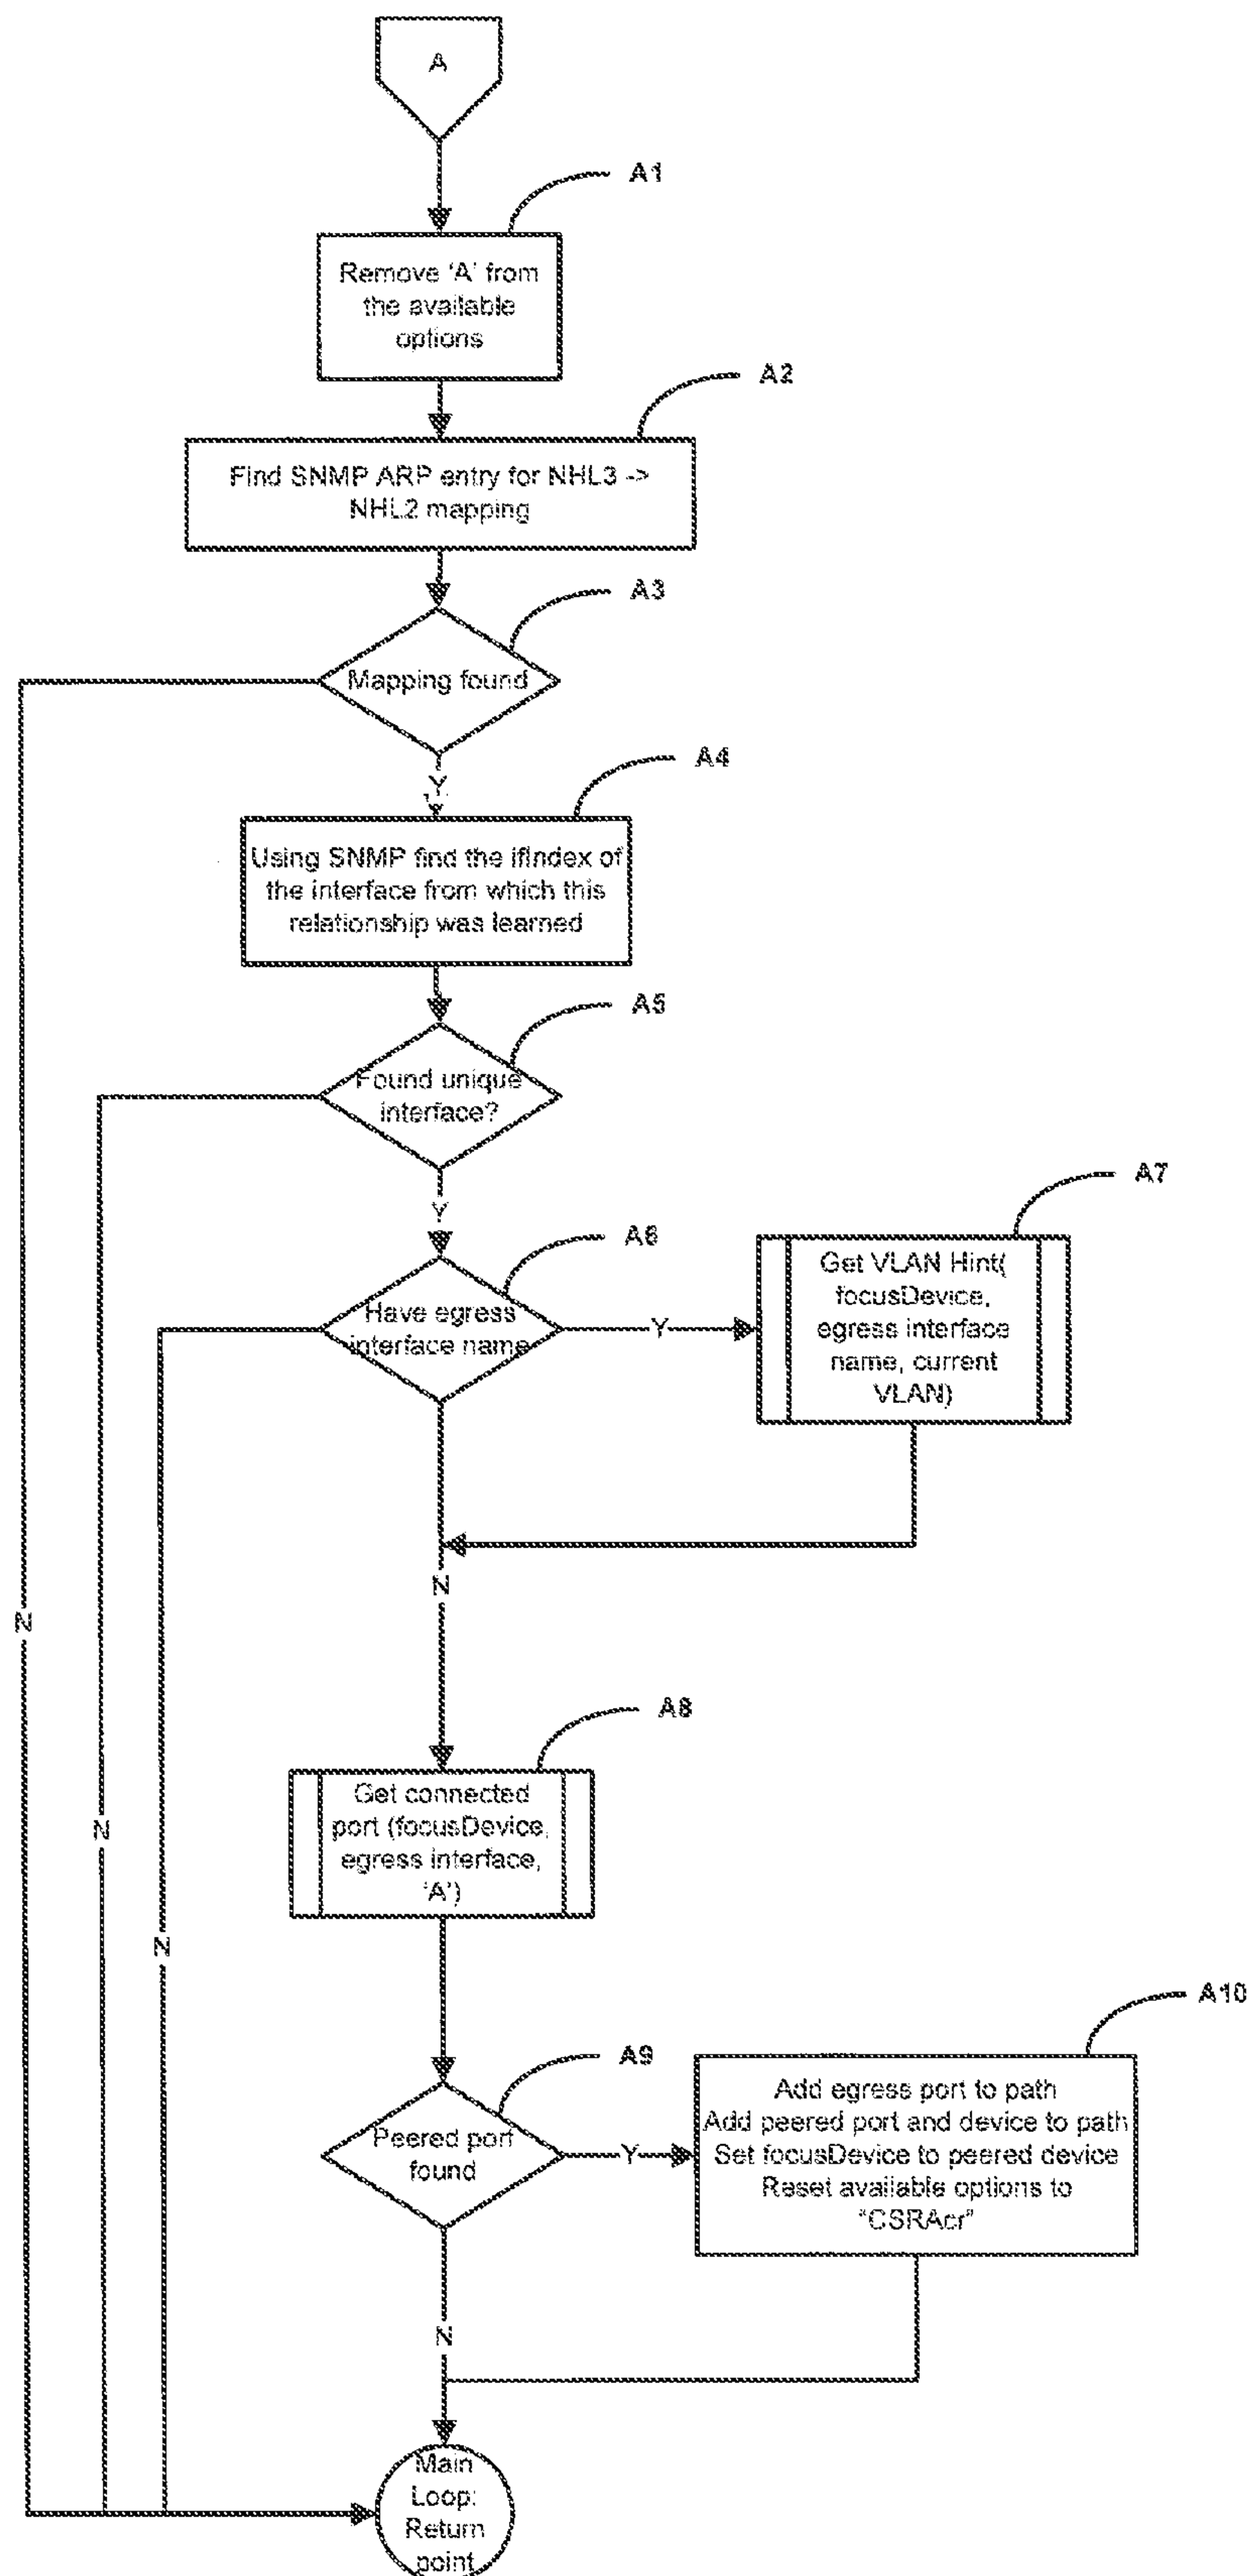 A
A1
Remove 'A' from
the available
options
A2
Find SNMP ARP entry for NHL3 ->
NHL2 mapping
A3
Mapping found
Y
A4
Using SNMP find the ifIndex of
the interface from which this
relationship was learned
A5
Found unique
interface?
Y
A6
Have egress
interface name
Y
A7
Get VLAN Hint(
focusDevice,
egress interface
name, current
VLAN)
N
N
N
N
A8
Get connected
port (focusDevice,
egress interface,
'A')
A9
Peered port
found
Y
A10
Add egress port to path
Add peered port and device to path
Set focusDevice to peered device
Reset available options to
"CSRAcr"
N
Main
Loop:
Return
point